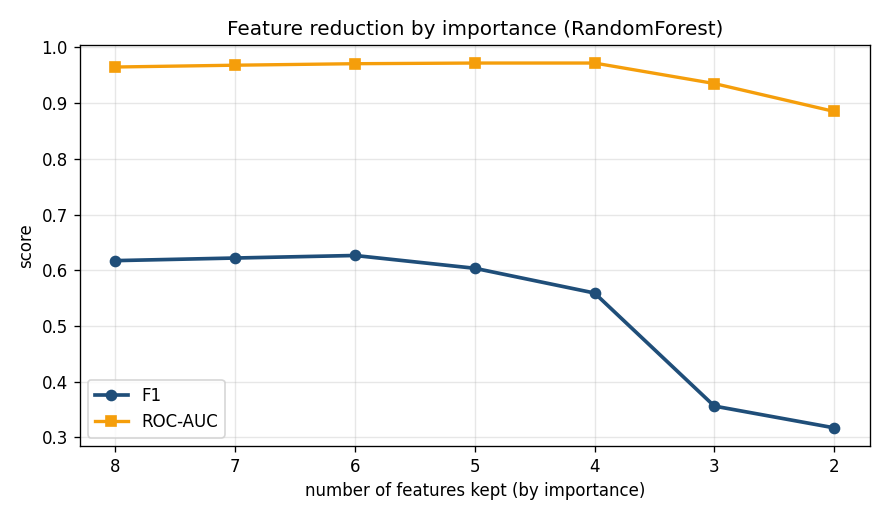 Feature reduction by importance (RandomForest)
1.0
0.9
0.8
0.7
0.6
0.5
0.4
0.3
score
F1
ROC-AUC
8 7 6 5 4 3 2
number of features kept (by importance)